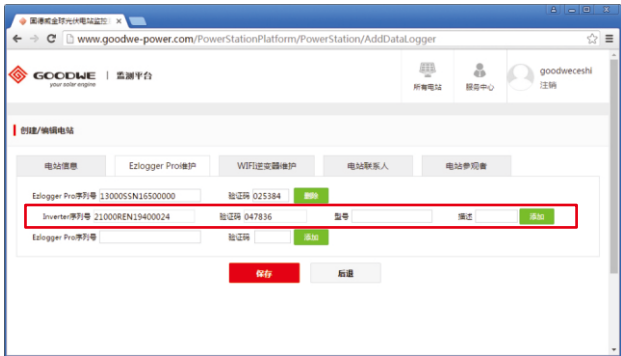 国德威全球光伏电站监控
www.goodwe-power.com/PowerStationPlatform/PowerStation/AddDataLogger
GOODWE | 监测平台
your solar engine
所有电站
服务中心
goodweceshi
注销
创建/编辑电站
电站信息 Ezlogger Pro维护 WIFI逆变器维护 电站联系人 电站参观者
Ezlogger Pro序列号 13000SSN16500000 验证码 025384 删除
Inverter序列号 21000REN19400024 验证码 047836 型号 描述 添加
Ezlogger Pro序列号 验证码 添加
保存 后退